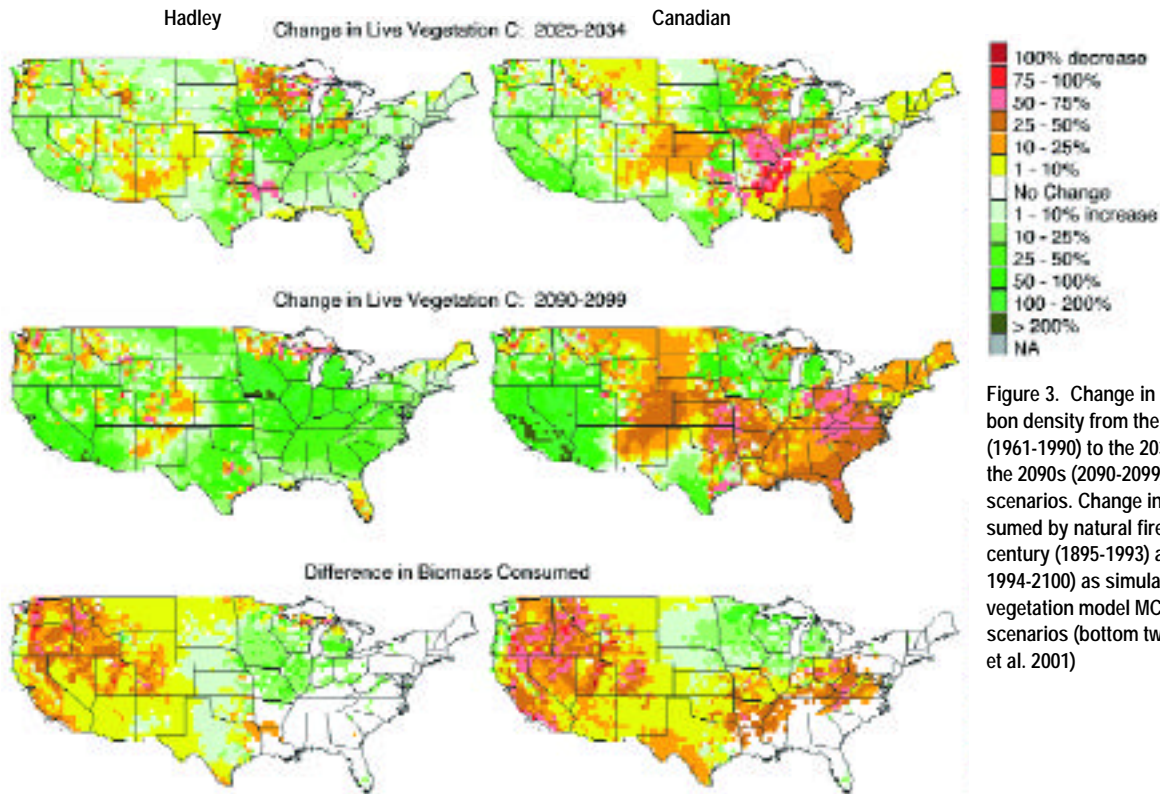 Hadley
Canadian
Change in Live Vegetation C: 2025-2034
100% decrease
75 - 100%
50 - 75%
25 - 50%
10 - 25%
1 - 10%
No Change
1 - 10% increase
10 - 25%
25 - 50%
50 - 100%
100 - 200%
> 200%
NA
Change in Live Vegetation C: 2090-2099
Difference in Biomass Consumed
Figure 3. Change in
bon density from the
(1961-1990) to the
the 2090s (2090-2099
scenarios. Change in
sumed by natural fire
century (1895-1993)
1994-2100) as
vegetation model
scenarios (bottom
et al. 2001)